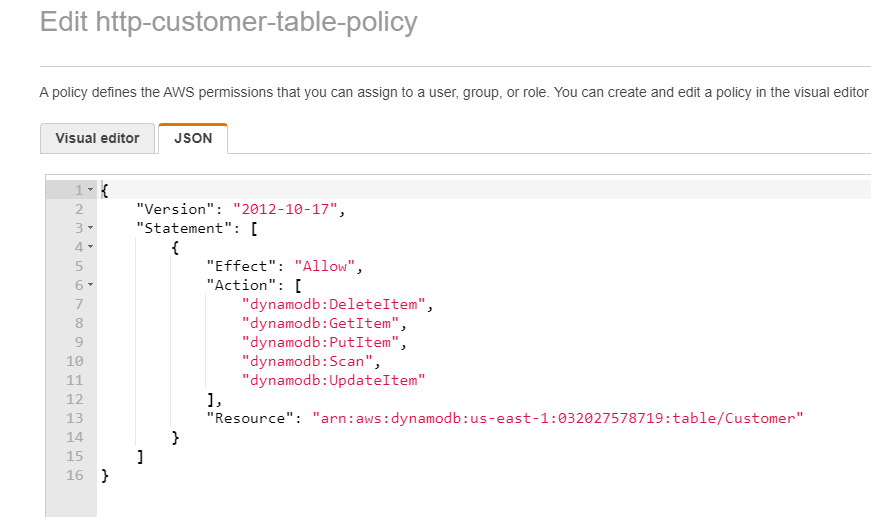 Edit http-customer-table-policy
A policy defines the AWS permissions that you can assign to a user, group, or role. You can create and edit a policy in the visual editor
Visual editor JSON
1 {
2 "Version": "2012-10-17",
3 "Statement": [
4 {
5 "Effect": "Allow",
6 "Action": [
7 "dynamodb:DeleteItem",
8 "dynamodb:GetItem",
9 "dynamodb:PutItem",
10 "dynamodb:Scan",
11 "dynamodb:UpdateItem"
12 ],
13 "Resource": "arn:aws:dynamodb:us-east-1:032027578719:table/Customer"
14 }
15 ]
16 }